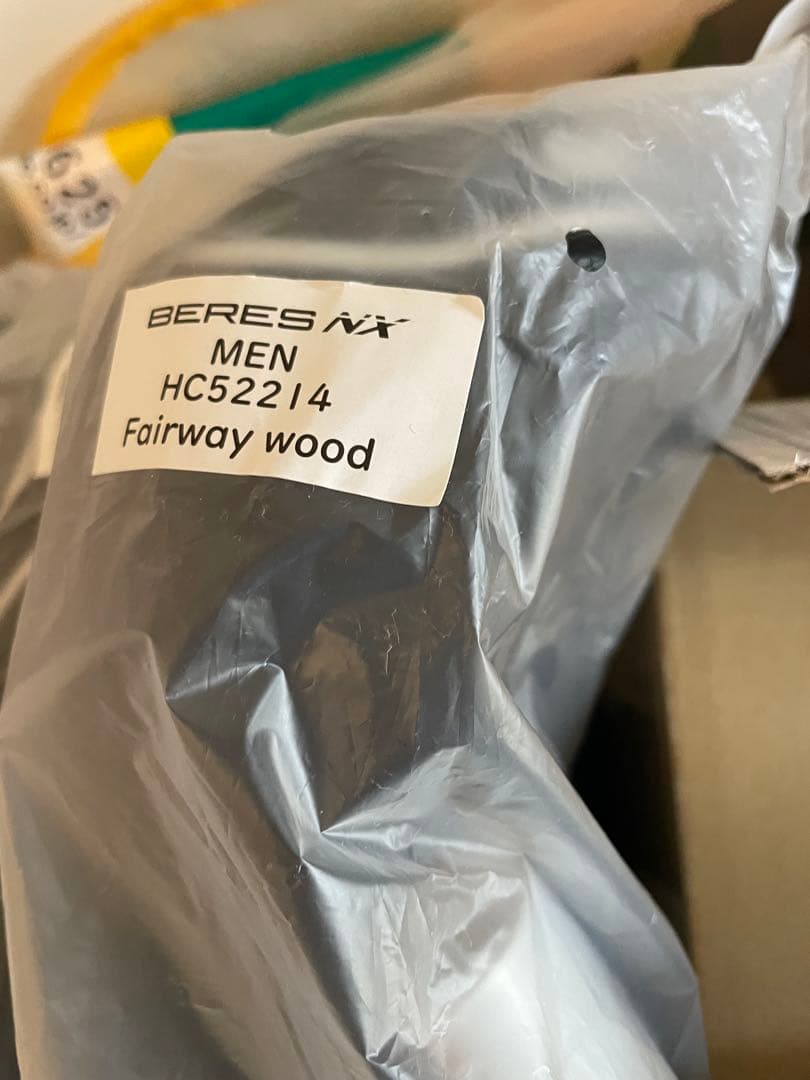 BERES NX
MEN
HC52214
Fairway wood